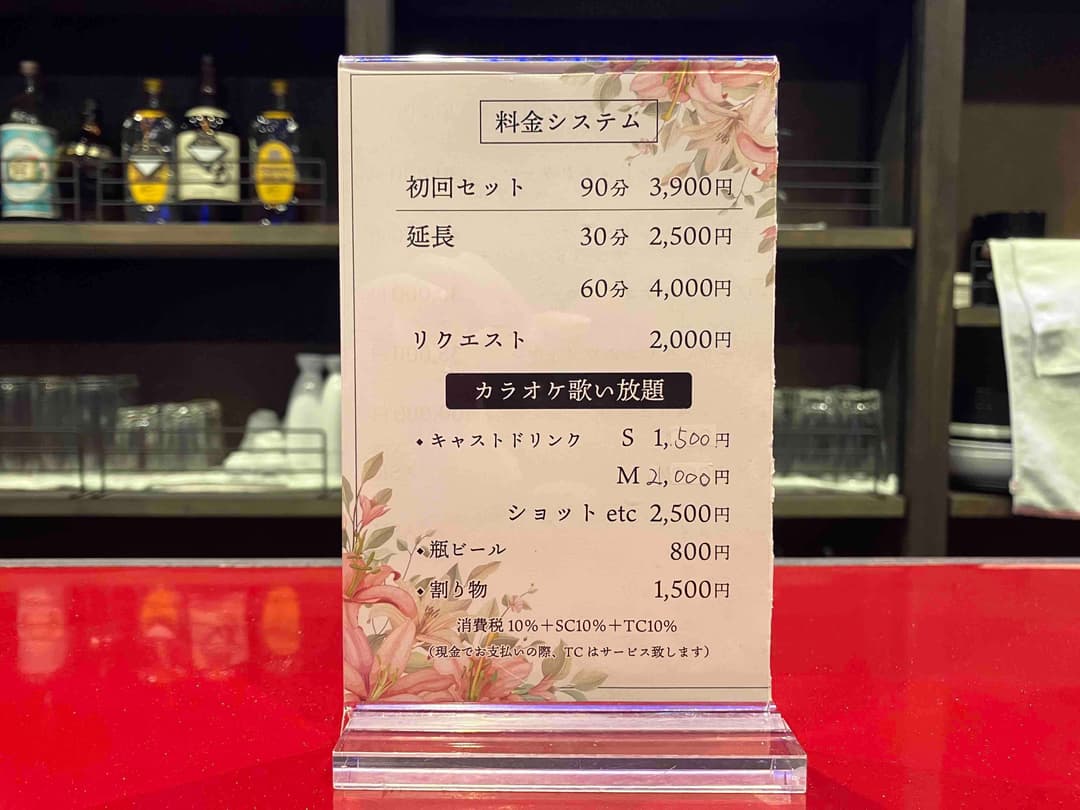 料金システム
初回セット 90分 3,900円
延長 30分 2,500円
60分 4,000円
リクエスト 2,000円
カラオケ歌い放題
◆キャストドリンク S 1,500円
M 2,000円
ショット etc 2,500円
◆瓶ビール 800円
◆割り物 1,500円
消費税10%+SC10%+TC10%
(現金でお支払いの際、TCはサービス致します)